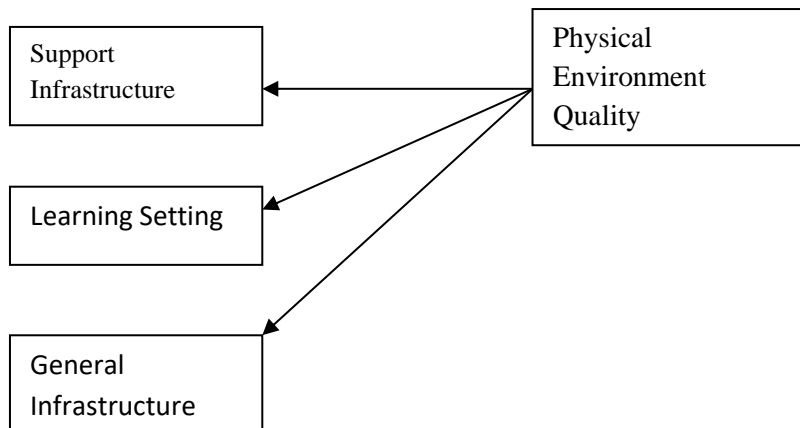 Support
Infrastructure
Physical
Environment
Quality
Learning Setting
General
Infrastructure